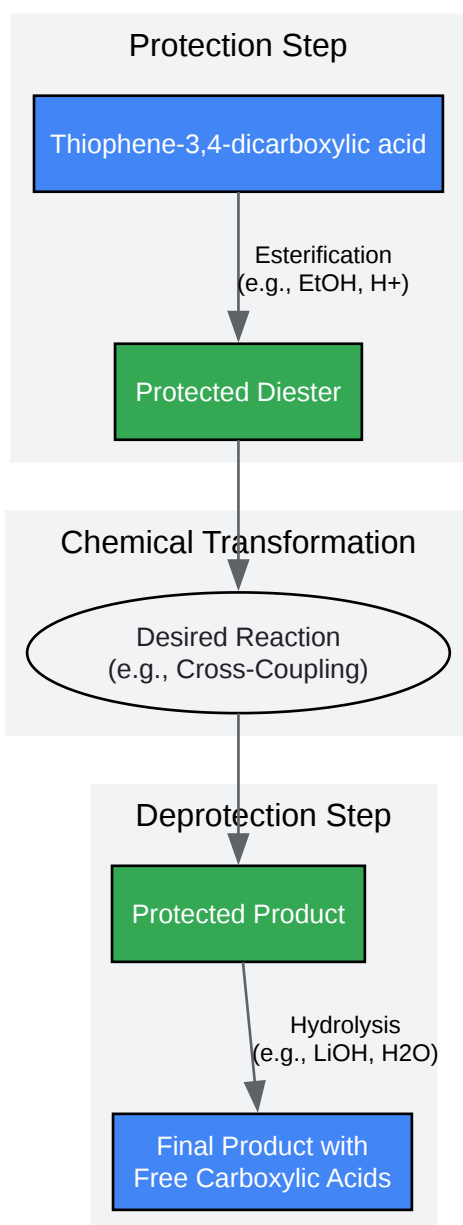 Protection Step
Thiophene-3,4-dicarboxylic acid
Esterification
(e.g., EtOH, H+)
Protected Diester
Chemical Transformation
Desired Reaction
(e.g., Cross-Coupling)
Deprotection Step
Protected Product
Hydrolysis
(e.g., LiOH, H2O)
Final Product with
Free Carboxylic Acids